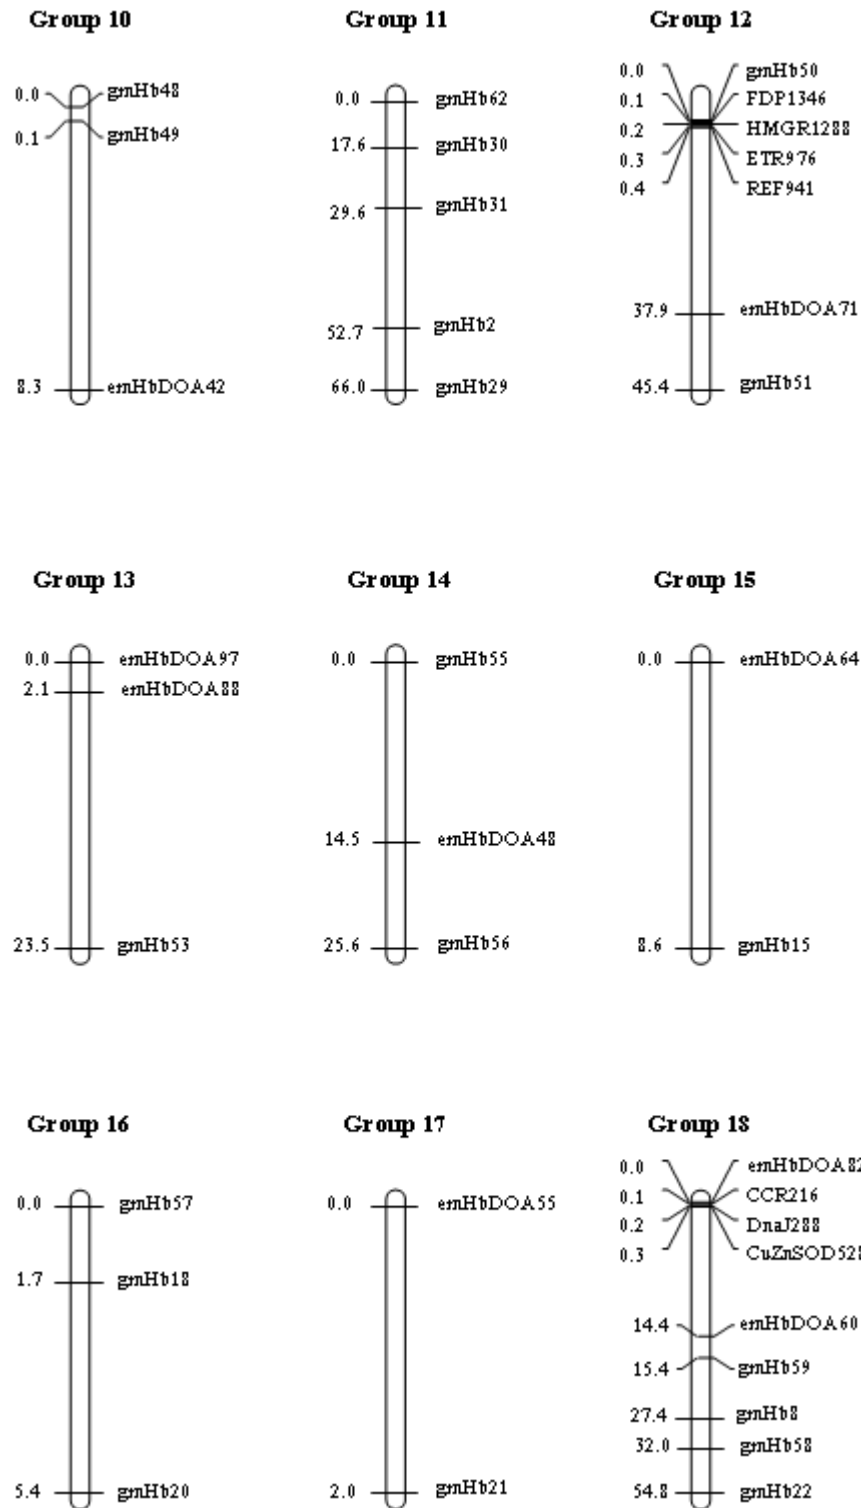 Group 10
0.0 gmHb48
0.1 gmHb49
8.3 emHbDOA42
Group 11
0.0 gmHb62
17.6 gmHb30
29.6 gmHb31
52.7 gmHb2
66.0 gmHb29
Group 12
0.0 gmHb50
0.1 FDP1346
0.2 HMGR1288
0.3 ETR976
0.4 REF941
37.9 emHbDOA71
45.4 gmHb51
Group 13
0.0 emHbDOA97
2.1 emHbDOA88
23.5 gmHb53
Group 14
0.0 gmHb55
14.5 emHbDOA48
25.6 gmHb56
Group 15
0.0 emHbDOA64
8.6 gmHb15
Group 16
0.0 gmHb57
1.7 gmHb18
5.4 gmHb20
Group 17
0.0 emHbDOA55
2.0 gmHb21
Group 18
0.0 emHbDOA82
0.1 CCR216
0.2 DnaJ288
0.3 CuZnSOD528
14.4 emHbDOA60
15.4 gmHb59
27.4 gmHb8
32.0 gmHb58
54.8 gmHb22